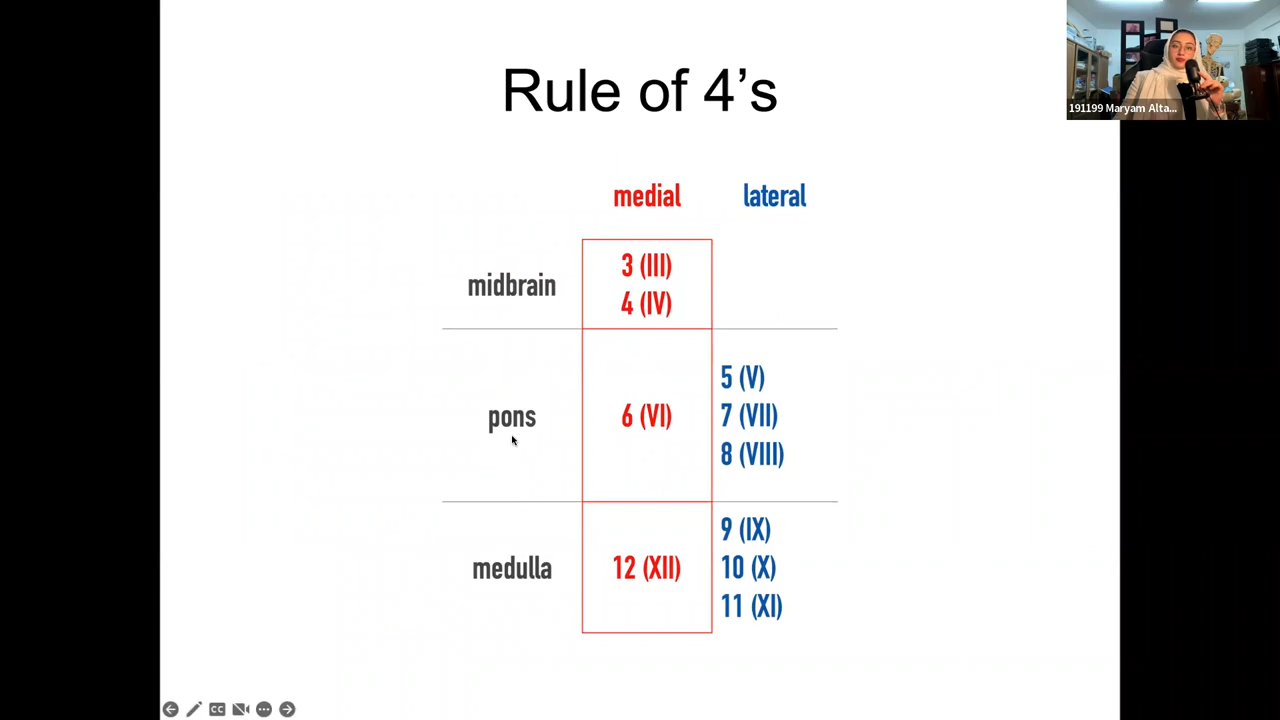 Rule of 4’s
191199 Maryam Alta...
medial lateral
midbrain
3 (III)
4 (IV)
pons
6 (VI)
5 (V)
7 (VII)
8 (VIII)
medulla
12 (XII)
9 (IX)
10 (X)
11 (XI)
CC